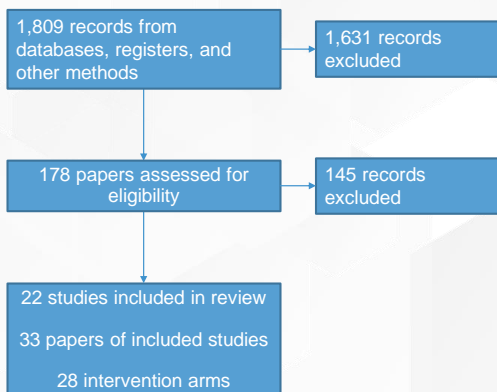 1,809 records from
databases, registers, and
other methods
1,631 records
excluded
178 papers assessed for
eligibility
145 records
excluded
22 studies included in review
33 papers of included studies
28 intervention arms